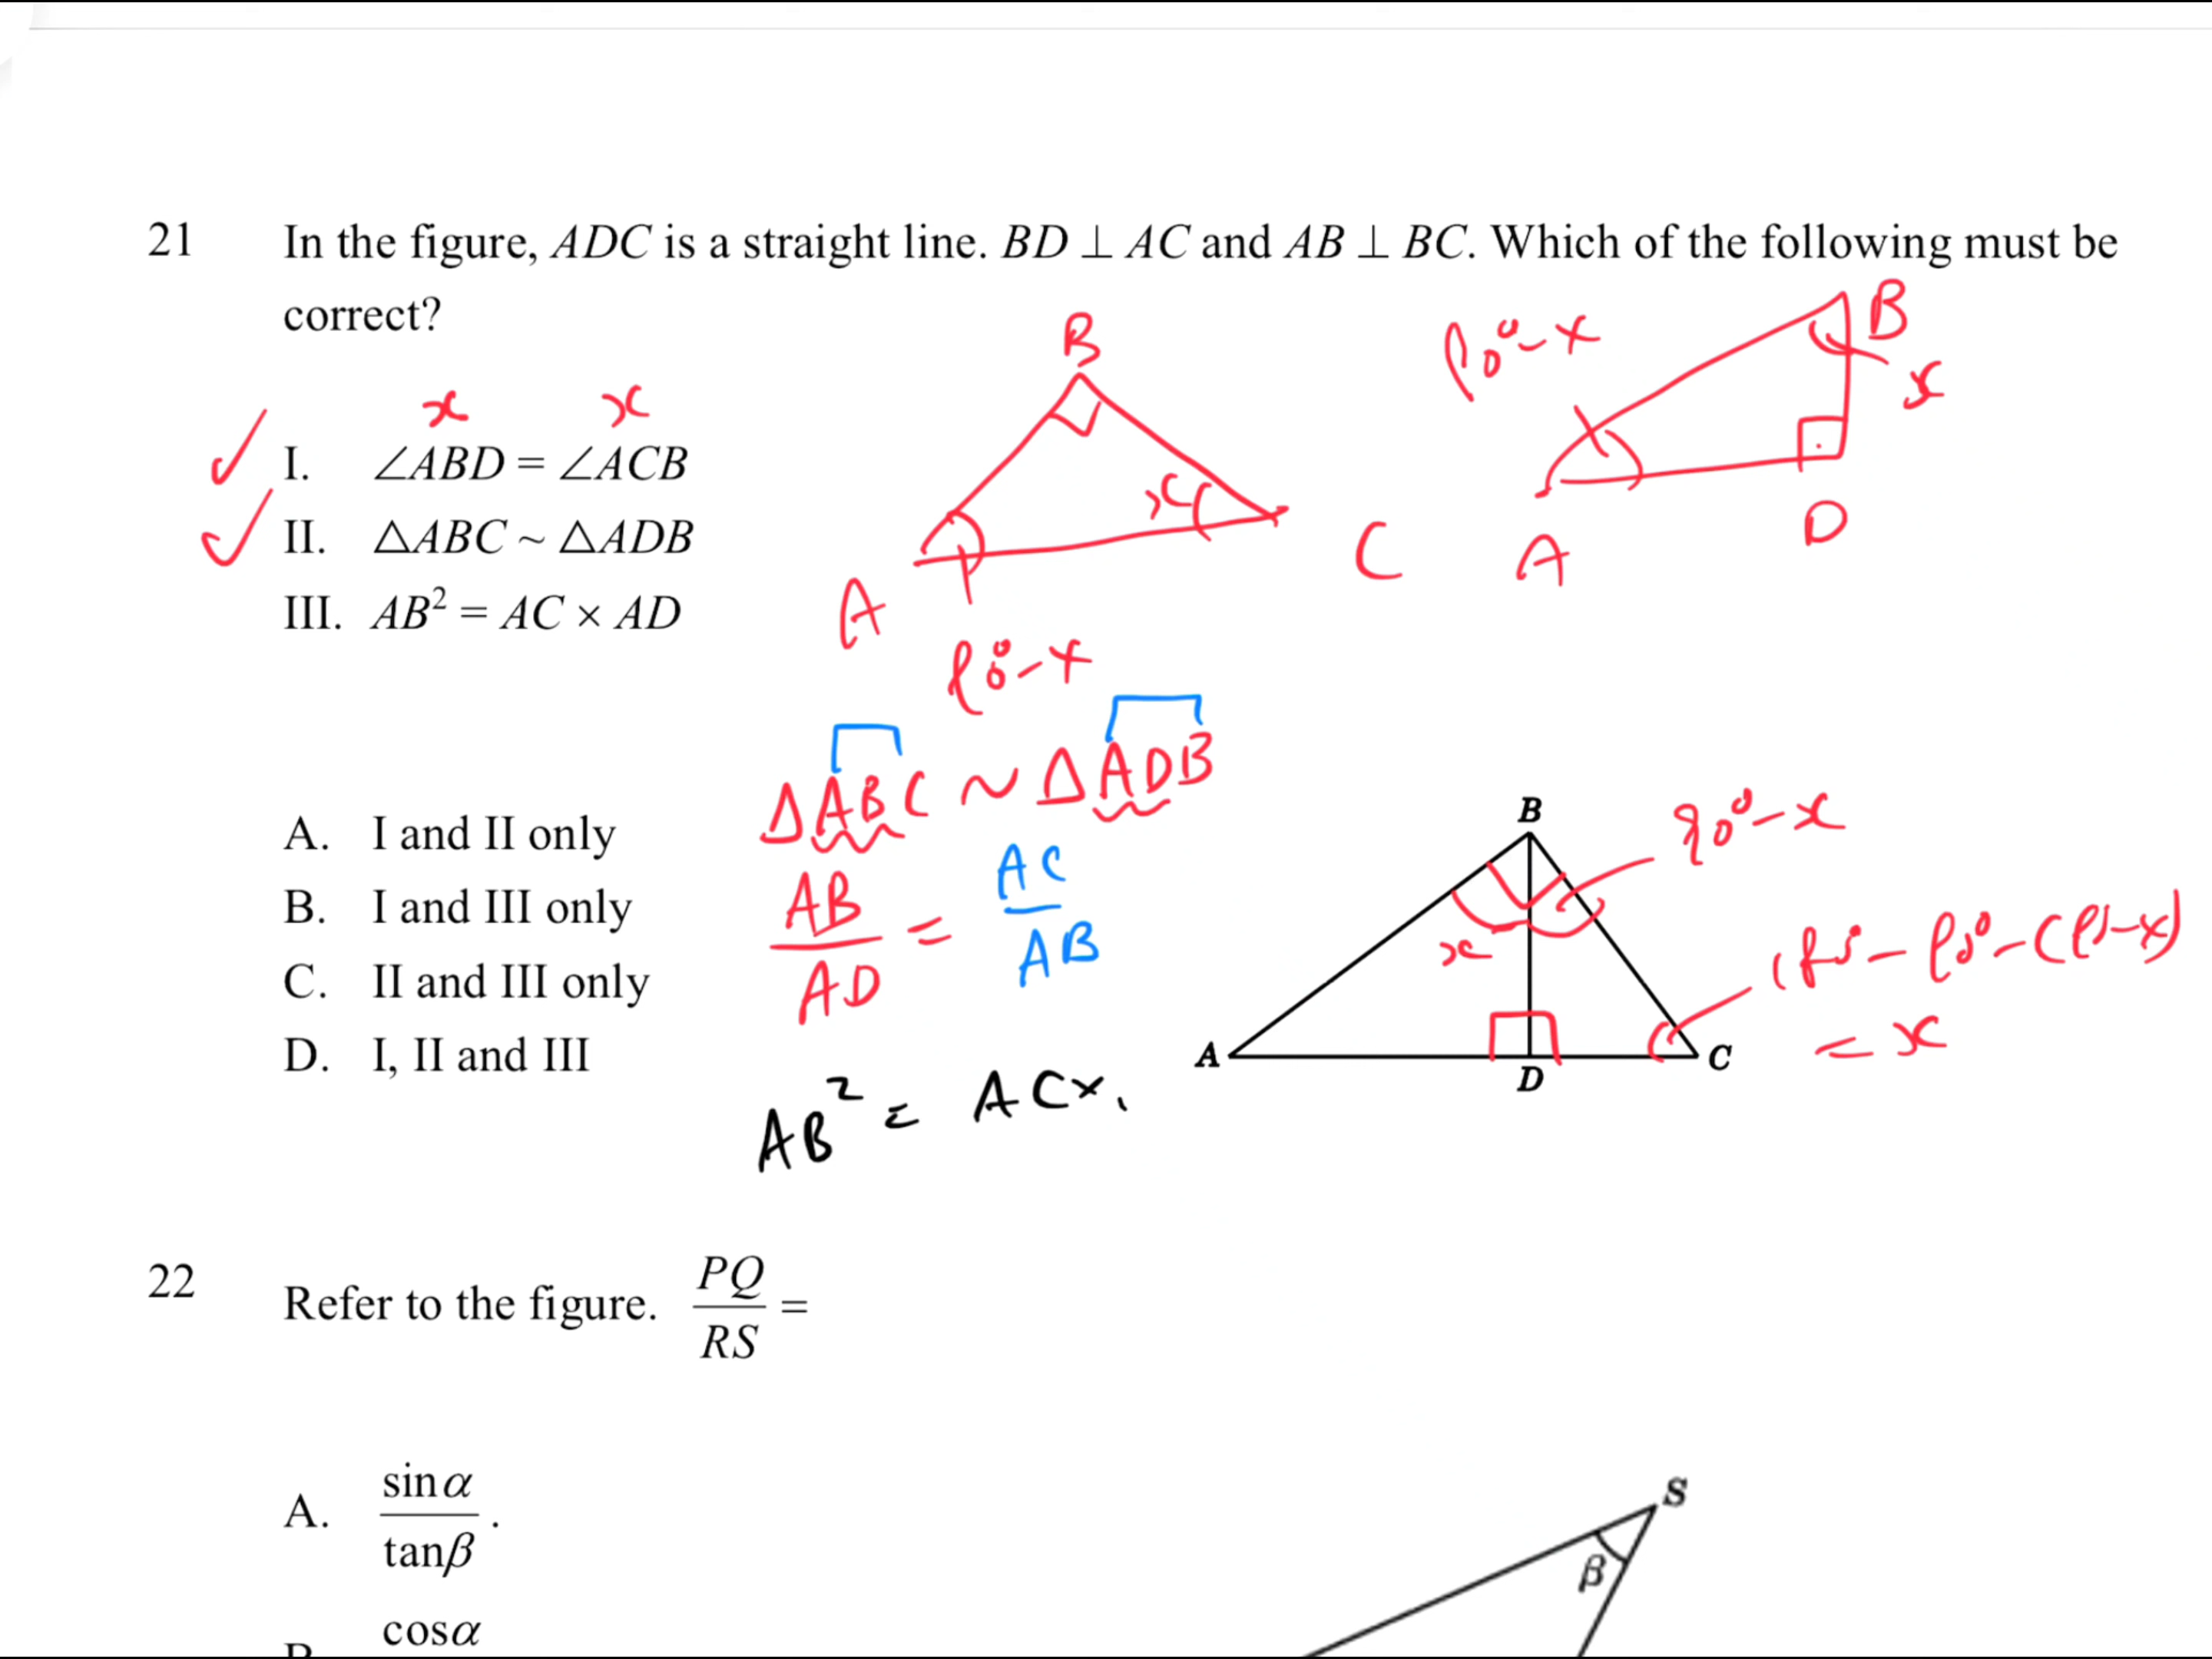 21 In the figure, ADC is a straight line. BD ⊥ AC and AB ⊥ BC. Which of the following must be
correct?
B
90°-x
B
x
x x
I. ∠ABD = ∠ACB
x
II. △ABC ~ △ADB
C
A
D
III. AB² = AC × AD
A
90°-x
ΔABC ~ ΔADB
A. I and II only
B
90°-x
AB/AD = AC/AB
B. I and III only
x
C. II and III only
= x
D. I, II and III
A
D
C
AB² = AC×
22 Refer to the figure. PQ/RS =
S
A. sinα/tanβ .
β
cosα